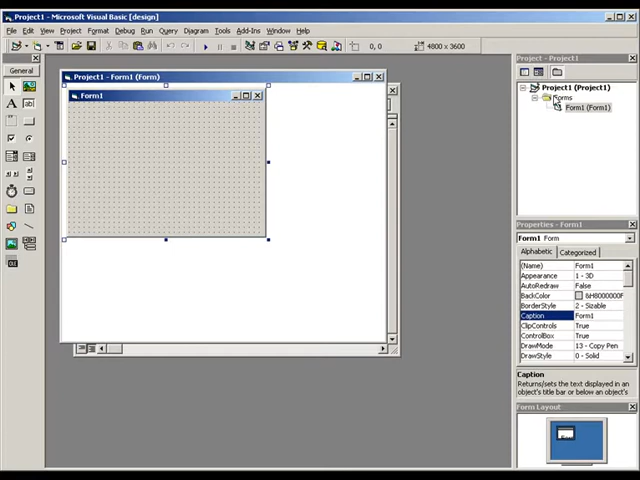 Project1 - Microsoft Visual Basic [design]
File Edit View Project Format Debug Run Query Diagram Tools Add-Ins Window Help
0, 0 4800 x 3600
General
A
ab|
Project1 - Form1 (Form)
Form1
Project - Project1
Project1 (Project1)
Forms
Form1 (Form1)
Properties - Form1
Form1 Form
Alphabetic Categorized
(Name) Form1
Appearance 1 - 3D
AutoRedraw False
BackColor &H8000000F
BorderStyle 2 - Sizable
Caption Form1
ClipControls True
ControlBox True
DrawMode 13 - Copy Pen
DrawStyle 0 - Solid
Caption
Returns/sets the text displayed in an
object's title bar or below an object's
Form Layout